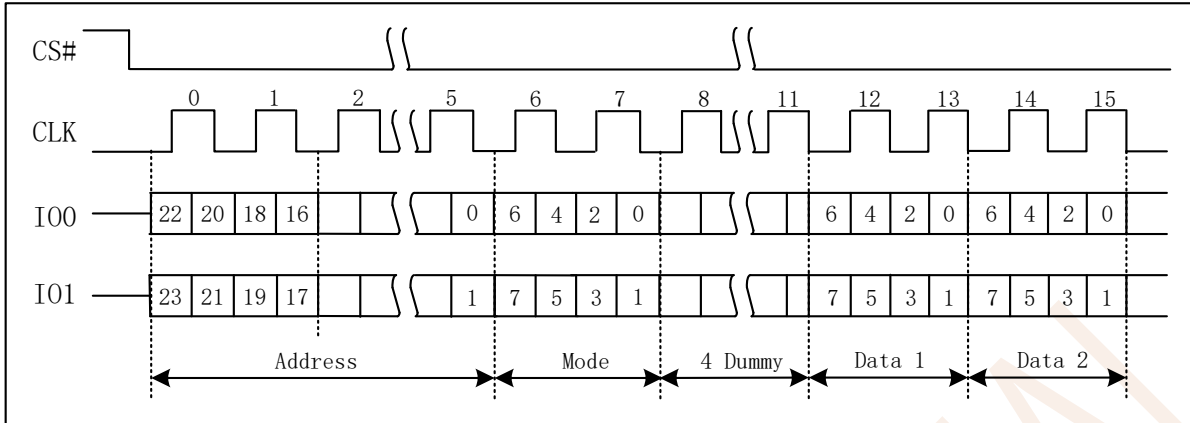 CS#
0 1 2 5 6 7 8 11 12 13 14 15
CLK
IO0 22 20 18 16 0 6 4 2 0 6 4 2 0 6 4 2 0
IO1 23 21 19 17 1 7 5 3 1 7 5 3 1 7 5 3 1
Address Mode 4 Dummy Data 1 Data 2